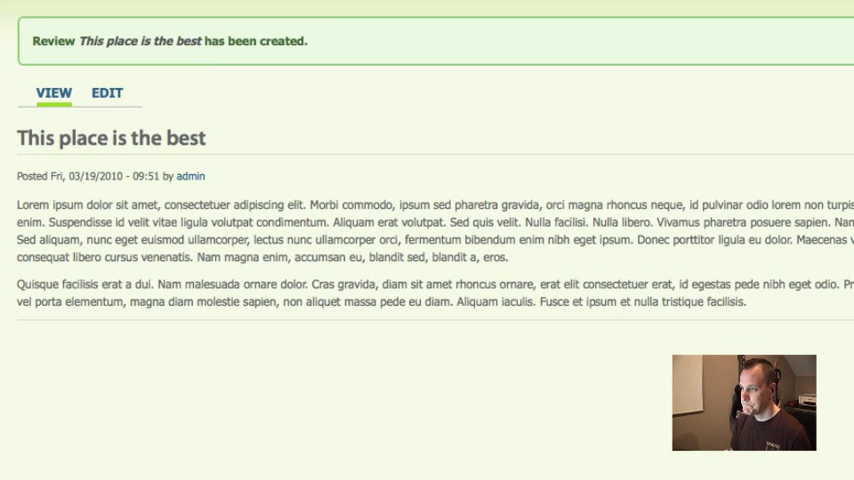 Review This place is the best has been created.
VIEW EDIT
This place is the best
Posted Fri, 03/19/2010 - 09:51 by admin
Lorem ipsum dolor sit amet, consectetuer adipiscing elit. Morbi commodo, ipsum sed pharetra gravida, orci magna rhoncus neque, id pulvinar odio lorem non turpis
enim. Suspendisse id velit vitae ligula volutpat condimentum. Aliquam erat volutpat. Sed quis velit. Nulla facilisi. Nulla libero. Vivamus pharetra posuere sapien. Nam
Sed aliquam, nunc eget euismod ullamcorper, lectus nunc ullamcorper orci, fermentum bibendum enim nibh eget ipsum. Donec porttitor ligula eu dolor. Maecenas v
consequat libero cursus venenatis. Nam magna enim, accumsan eu, blandit sed, blandit a, eros.
Quisque facilisis erat a dui. Nam malesuada ornare dolor. Cras gravida, diam sit amet rhoncus ornare, erat elit consectetuer erat, id egestas pede nibh eget odio. Pr
vel porta elementum, magna diam molestie sapien, non aliquet massa pede eu diam. Aliquam iaculis. Fusce et ipsum et nulla tristique facilisis.